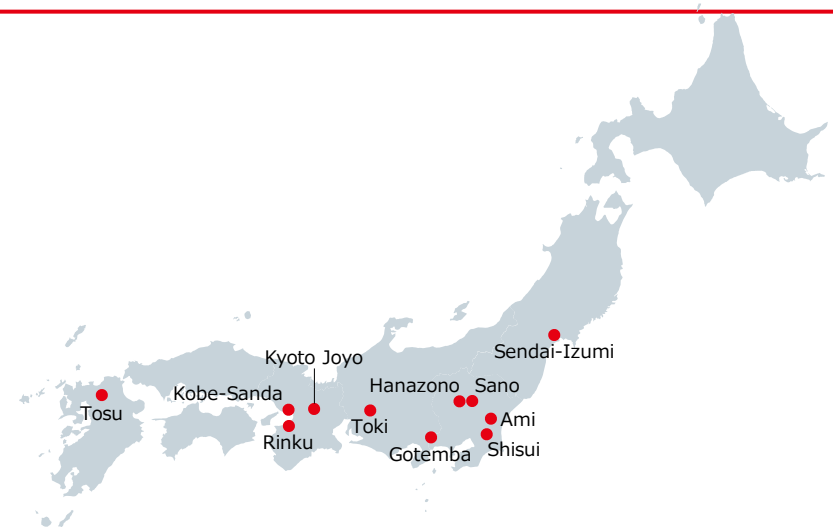 Sendai-Izumi
Kyoto Joyo
Hanazono
Sano
Kobe-Sanda
Tosu
Toki
Ami
Rinku
Gotemba
Shisui